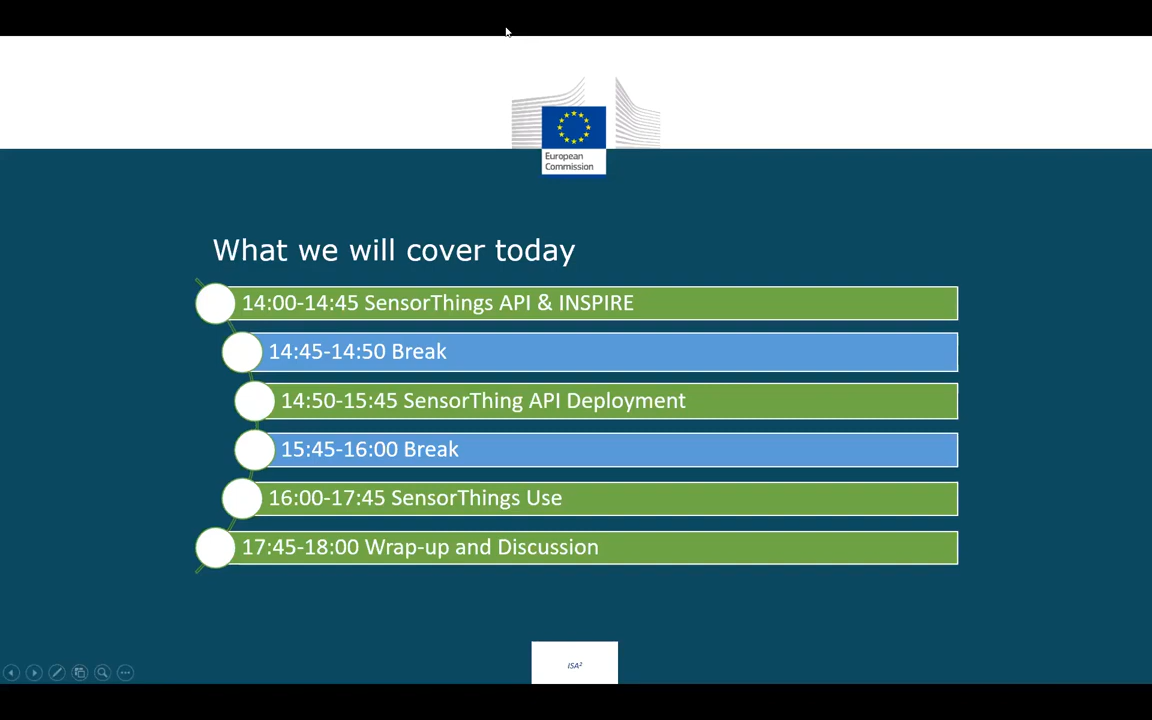 European
Commission
What we will cover today
14:00-14:45 SensorThings API & INSPIRE
14:45-14:50 Break
14:50-15:45 SensorThing API Deployment
15:45-16:00 Break
16:00-17:45 SensorThings Use
17:45-18:00 Wrap-up and Discussion
ISA²